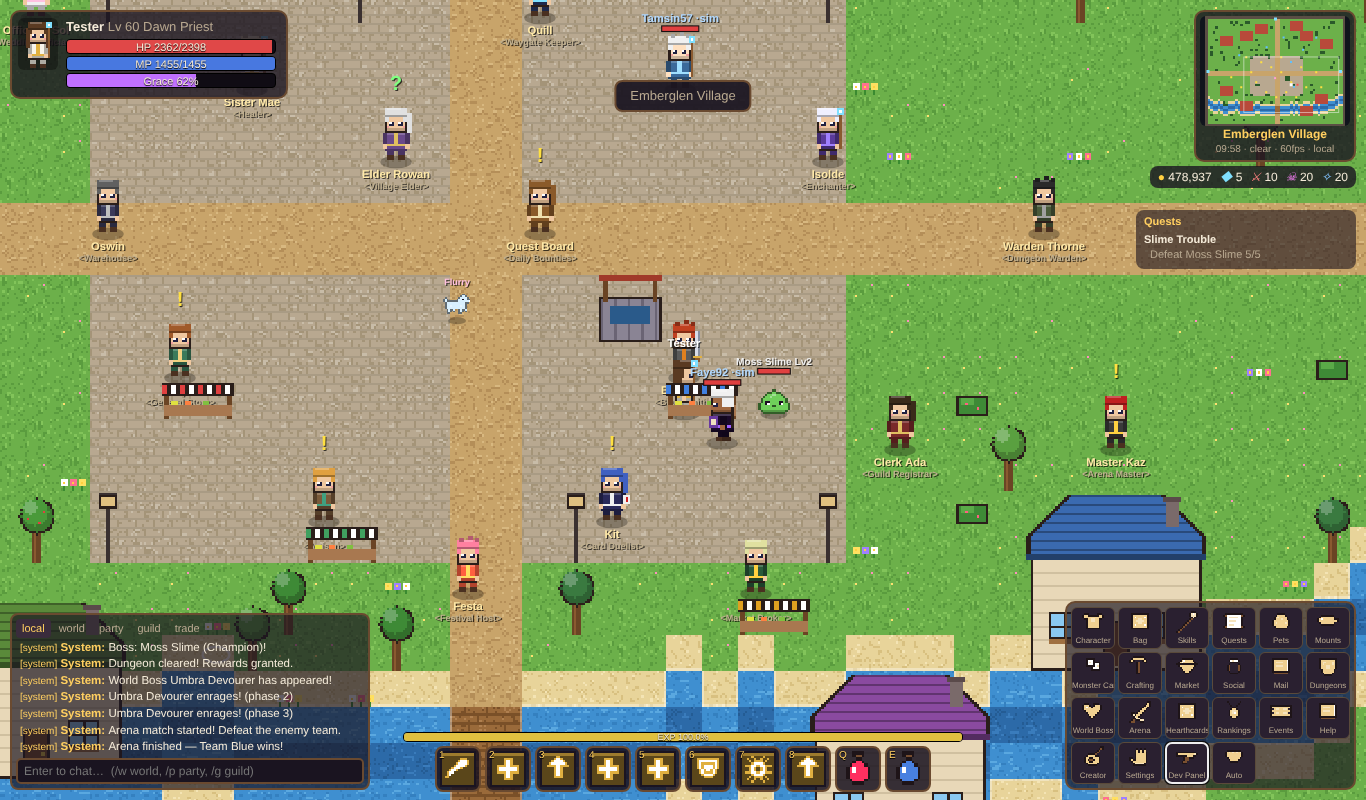 Tester Lv 60 Dawn Priest
HP 2362/2398
MP 1455/1455
Grace 62%
Sister Mae
<Healer>
Quill
<Waygate Keeper>
Tamsin57 ·sim
Emberglen Village
?
Elder Rowan
<Village Elder>
!
Isolde
<Enchanter>
Emberglen Village
09:58 · clear · 60fps · local
478,937 5 10 20 20
Oswin
<Warehouse>
Quest Board
<Daily Bounties>
Warden Thorne
<Dungeon Warden>
Quests
Slime Trouble
Defeat Moss Slime 5/5
Flurry
!
Tester
Moss Slime Lv2
Faye92 ·sim
!
Clerk Ada
<Guild Registrar>
Master Kaz
<Arena Master>
!
!
Kit
<Card Duelist>
Festa
<Festival Host>
local world party guild trade
[system] System: Boss: Moss Slime (Champion)!
[system] System: Dungeon cleared! Rewards granted.
[system] System: World Boss Umbra Devourer has appeared!
[system] System: Umbra Devourer enrages! (phase 2)
[system] System: Umbra Devourer enrages! (phase 3)
[system] System: Arena match started! Defeat the enemy team.
[system] System: Arena finished — Team Blue wins!
Enter to chat… (/w world, /p party, /g guild)
EXP 100.0%
1 2 3 4 5 6 7 8 Q E
Character Bag Skills Quests Pets Mounts
Monster Ca Crafting Market Social Mail Dungeons
World Boss Arena Hearthcards Rankings Events Help
Creator Settings Dev Panel Auto